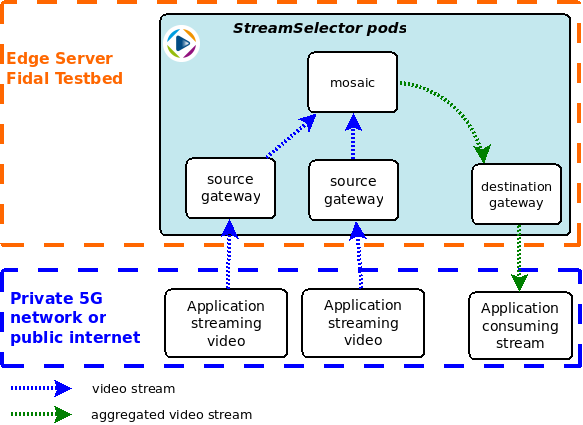 StreamSelector pods
Edge Server
Fidal Testbed
mosaic
source
gateway
source
gateway
destination
gateway
Private 5G
network or
public internet
Application
streaming
video
Application
streaming
video
Application
consuming
stream
video stream
aggregated video stream